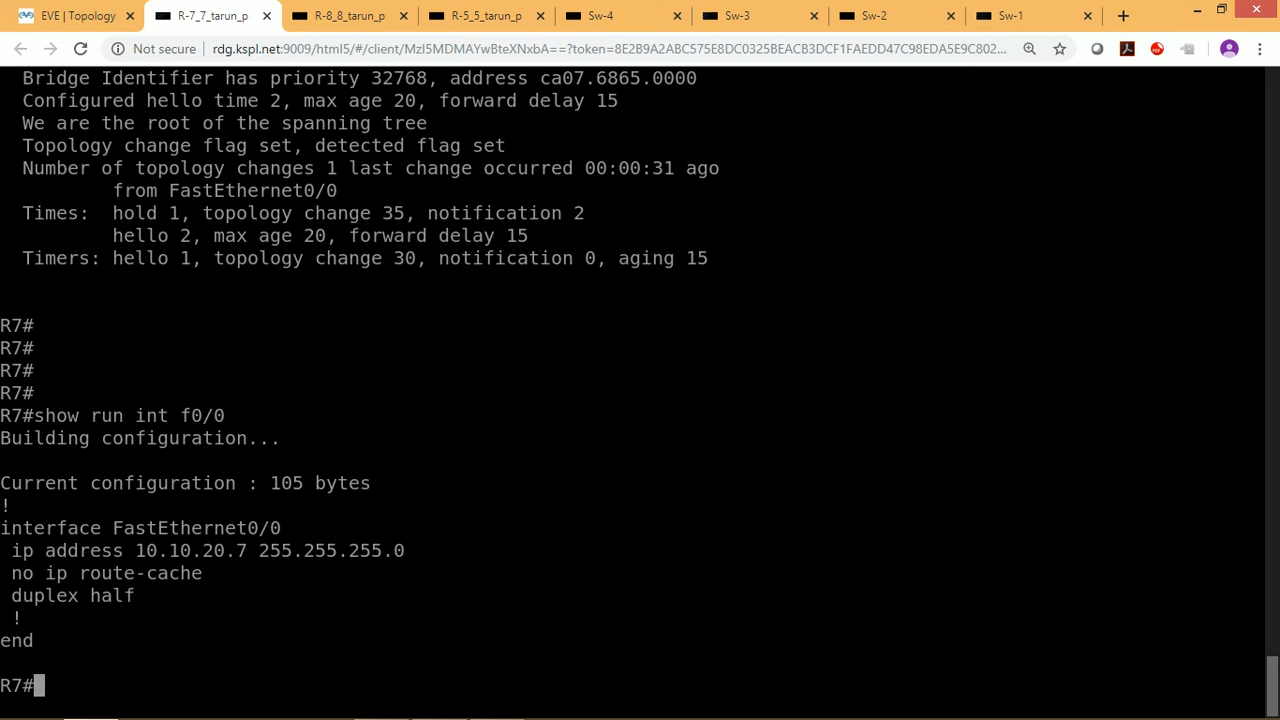 EVE | Topology
R-7_7_tarun_p
R-8_8_tarun_p
R-5_5_tarun_p
Sw-4
Sw-3
Sw-2
Sw-1
Not secure
rdg.kspl.net:9009/html5/#/client/MzI5MDMAYwBteXNxbA==?token=8E2B9A2ABC575E8DC0325BEACB3DCF1FAEDD47C98EDA5E9C802...
Bridge Identifier has priority 32768, address ca07.6865.0000
Configured hello time 2, max age 20, forward delay 15
We are the root of the spanning tree
Topology change flag set, detected flag set
Number of topology changes 1 last change occurred 00:00:31 ago
from FastEthernet0/0
Times:  hold 1, topology change 35, notification 2
hello 2, max age 20, forward delay 15
Timers: hello 1, topology change 30, notification 0, aging 15
R7#
R7#
R7#
R7#
R7#show run int f0/0
Building configuration...
Current configuration : 105 bytes
!
interface FastEthernet0/0
ip address 10.10.20.7 255.255.255.0
no ip route-cache
duplex half
!
end
R7#